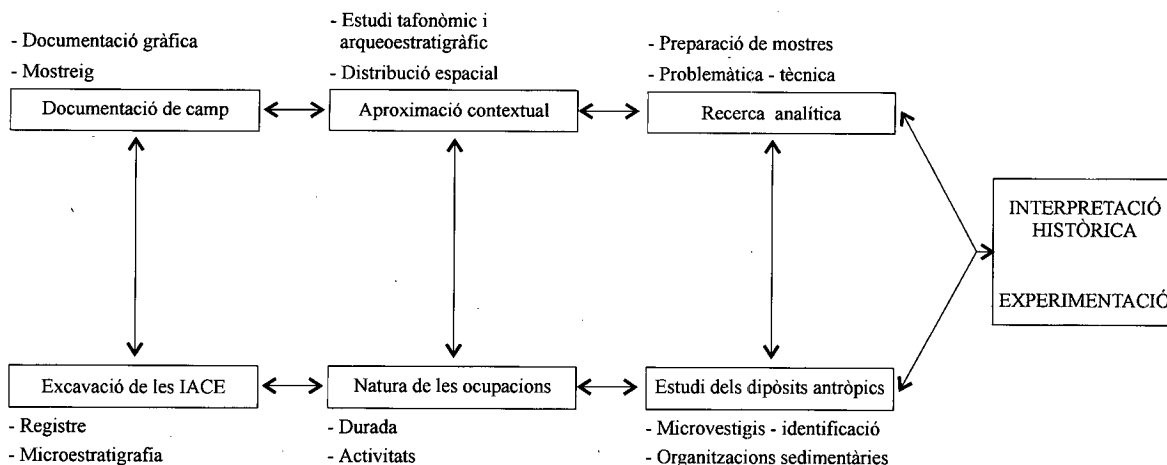 - Documentació gràfica
- Mostreig
Documentació de camp
- Estudi tafonòmic i
arqueoestratigràfic
- Distribució espacial
Aproximació contextual
- Preparació de mostres
- Problemàtica - tècnica
Recerca analítica
INTERPRETACIÓ
HISTÒRICA
EXPERIMENTACIÓ
Excavació de les IACE
- Registre
- Microestratigrafia
Natura de les ocupacions
- Durada
- Activitats
Estudi dels dipòsits antròpics
- Microvestigis - identificació
- Organitzacions sedimentàries